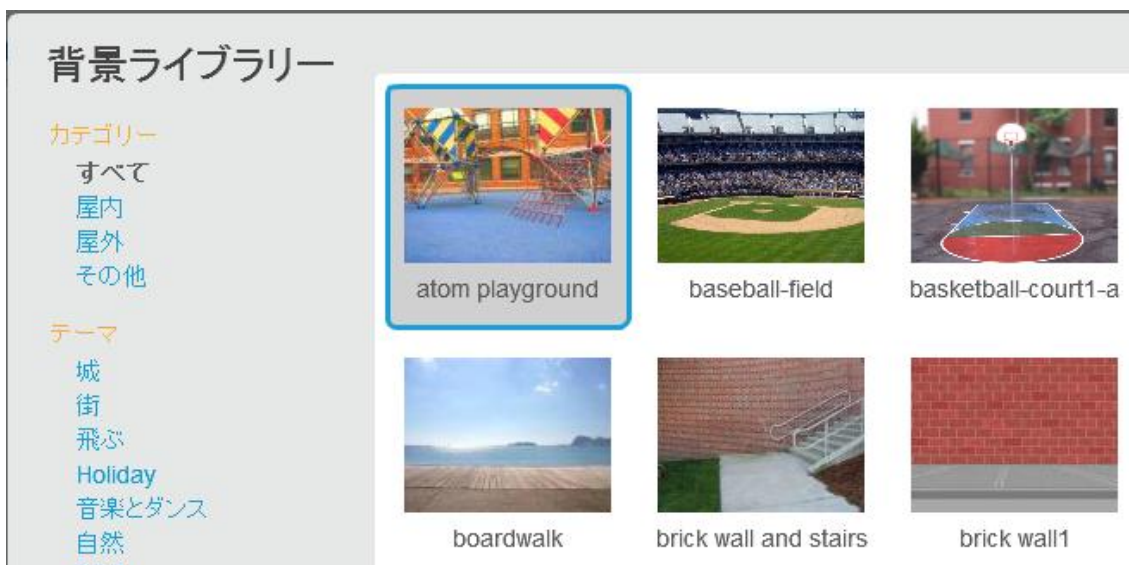 背景ライブラリー
カテゴリー
すべて
屋内
屋外
その他
テーマ
城
街
飛ぶ
Holiday
音楽とダンス
自然
atom playground
baseball-field
basketball-court1-a
boardwalk
brick wall and stairs
brick wall1